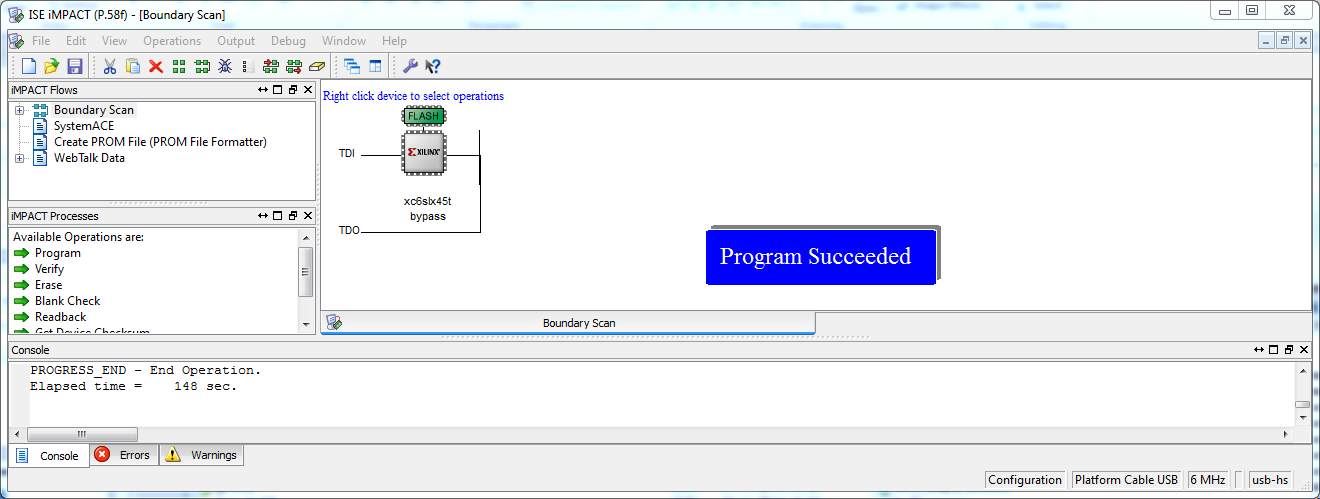 ISE iMPACT (P.58f) - [Boundary Scan]
File Edit View Operations Output Debug Window Help
iMPACT Flows
Boundary Scan
SystemACE
Create PROM File (PROM File Formatter)
WebTalk Data
iMPACT Processes
Available Operations are:
Program
Verify
Erase
Blank Check
Readback
Get Device Checksum
Right click device to select operations
FLASH
TDI
XILINX
xc6slx45t
bypass
TDO
Program Succeeded
Boundary Scan
Console
PROGRESS_END - End Operation.
Elapsed time =    148 sec.
Console Errors Warnings
Configuration Platform Cable USB 6 MHz usb-hs